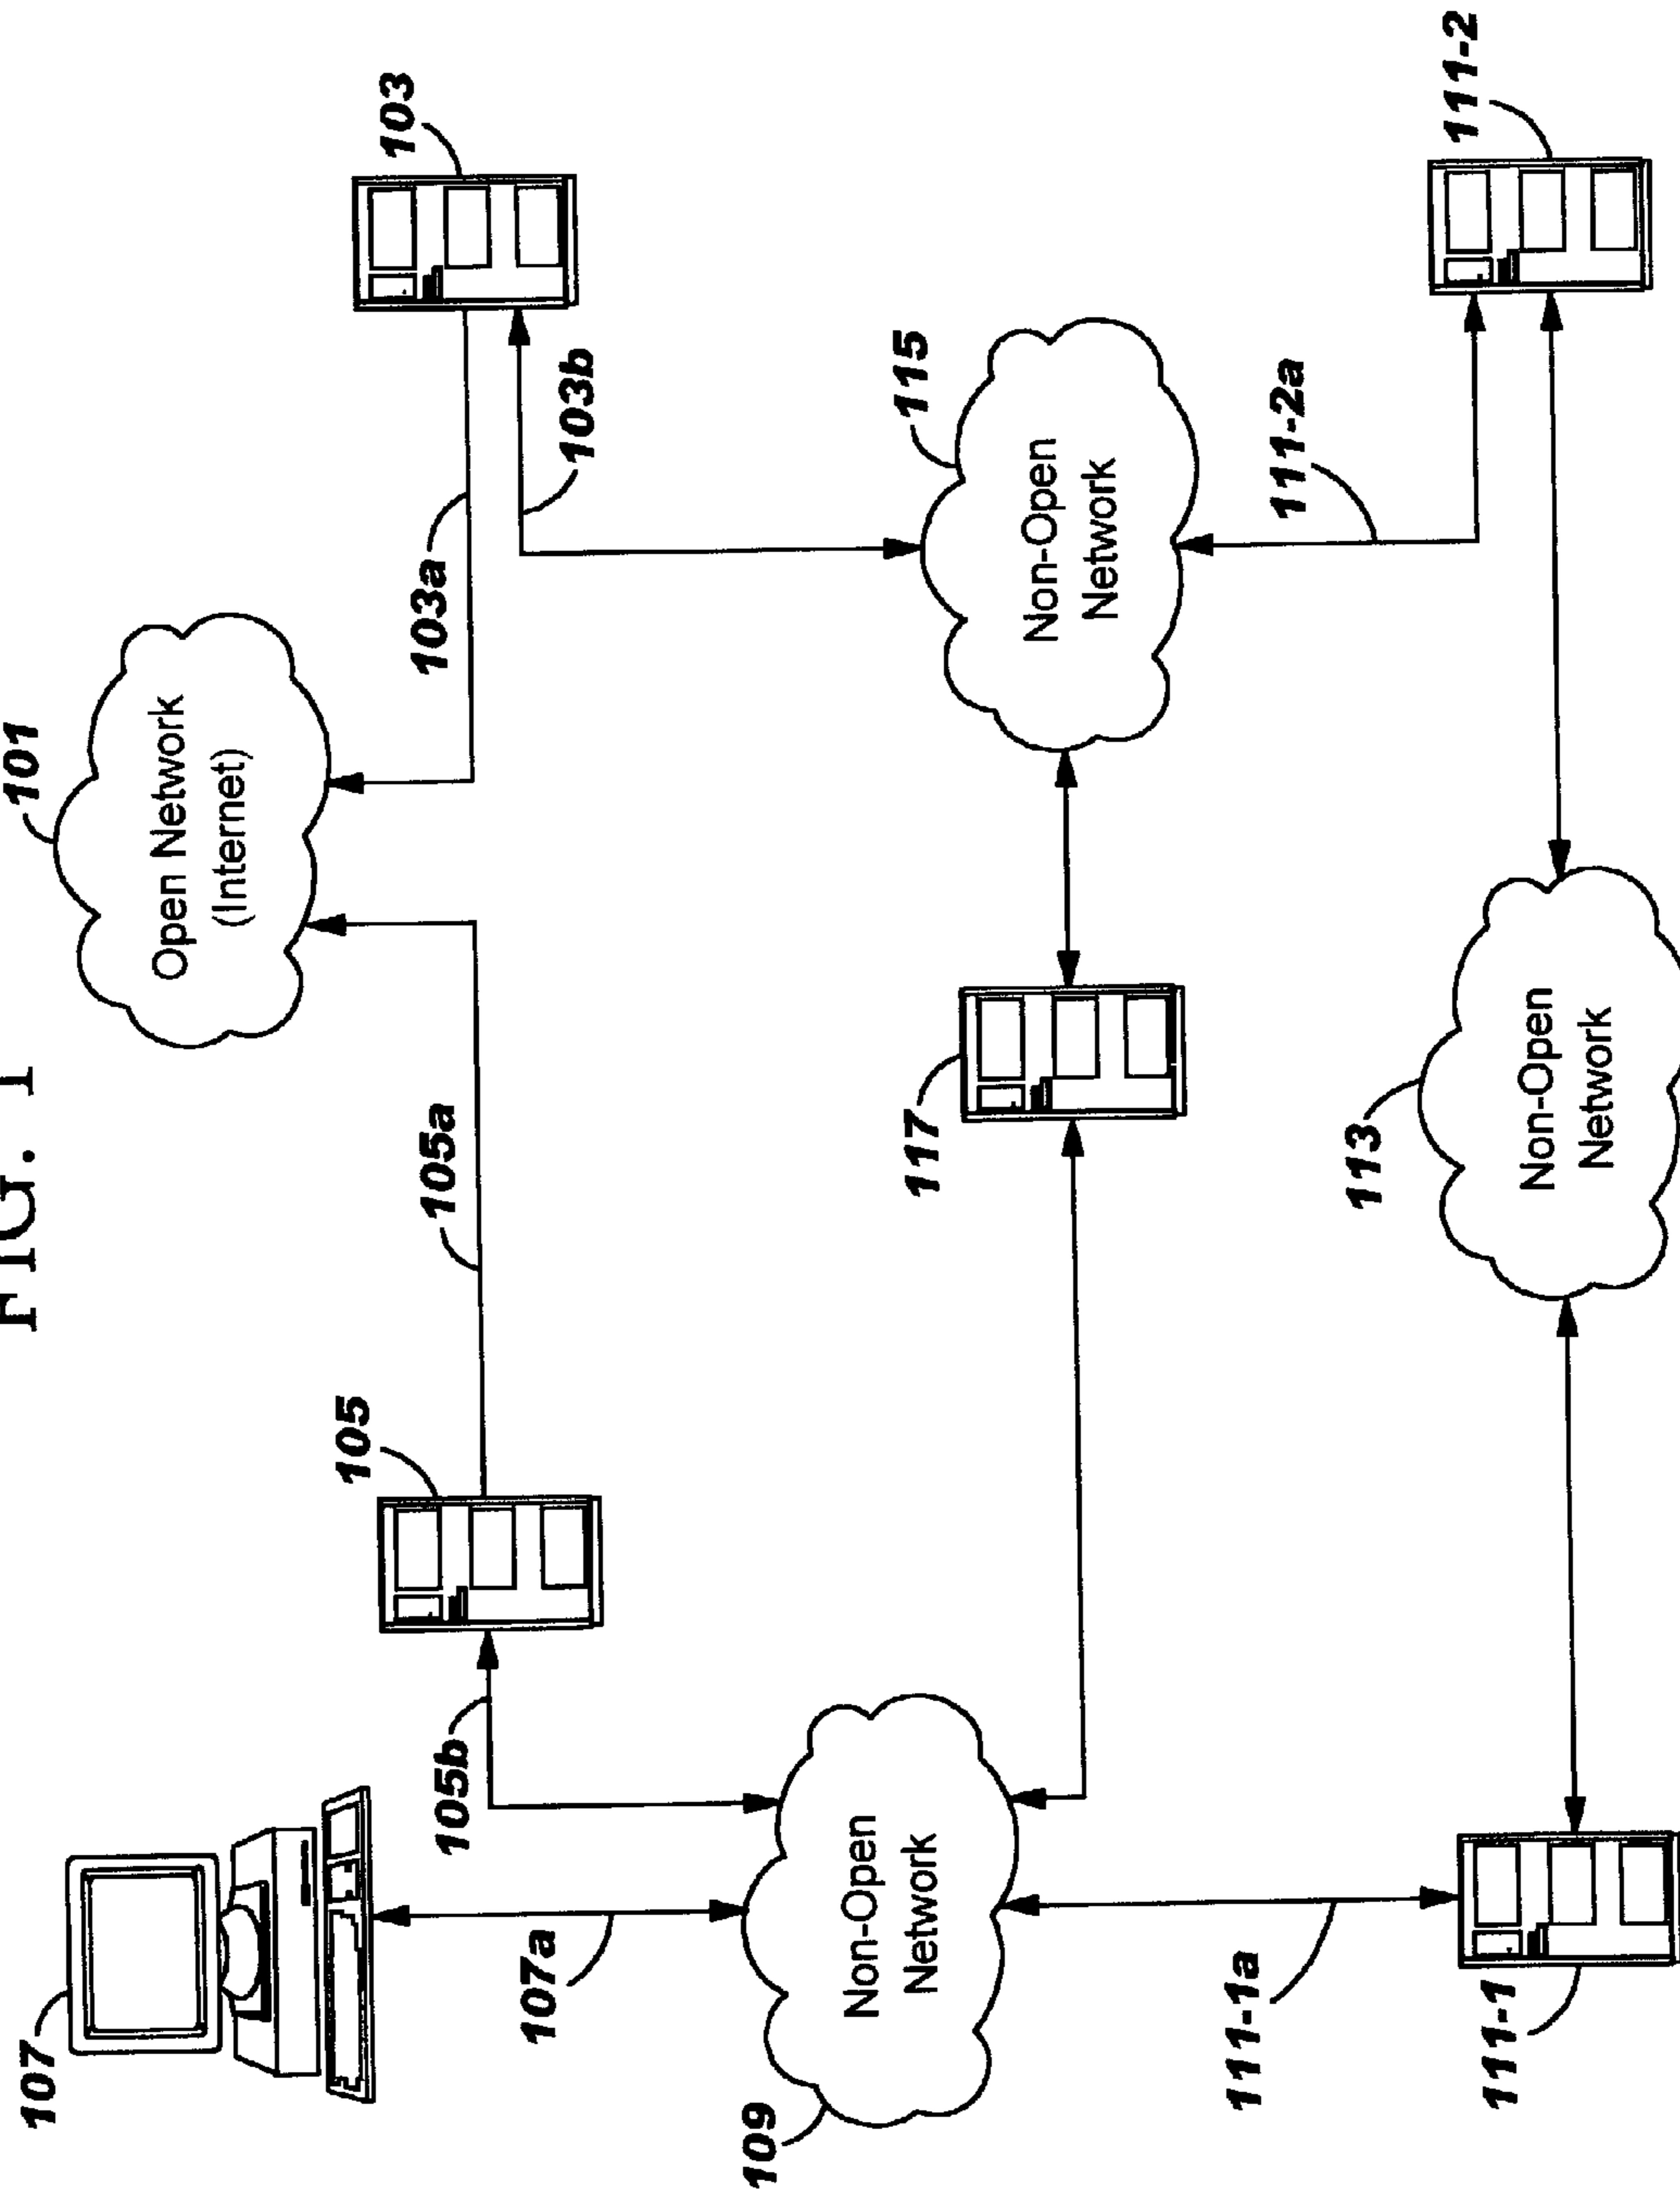 FIG. 1
107
101
103
105
105a
103a
105b
103b
107a
Open Network
(Internet)
109
Non-Open
Network
117
115
Non-Open
Network
111-1a
111-2a
113
Non-Open
Network
111-1
111-2